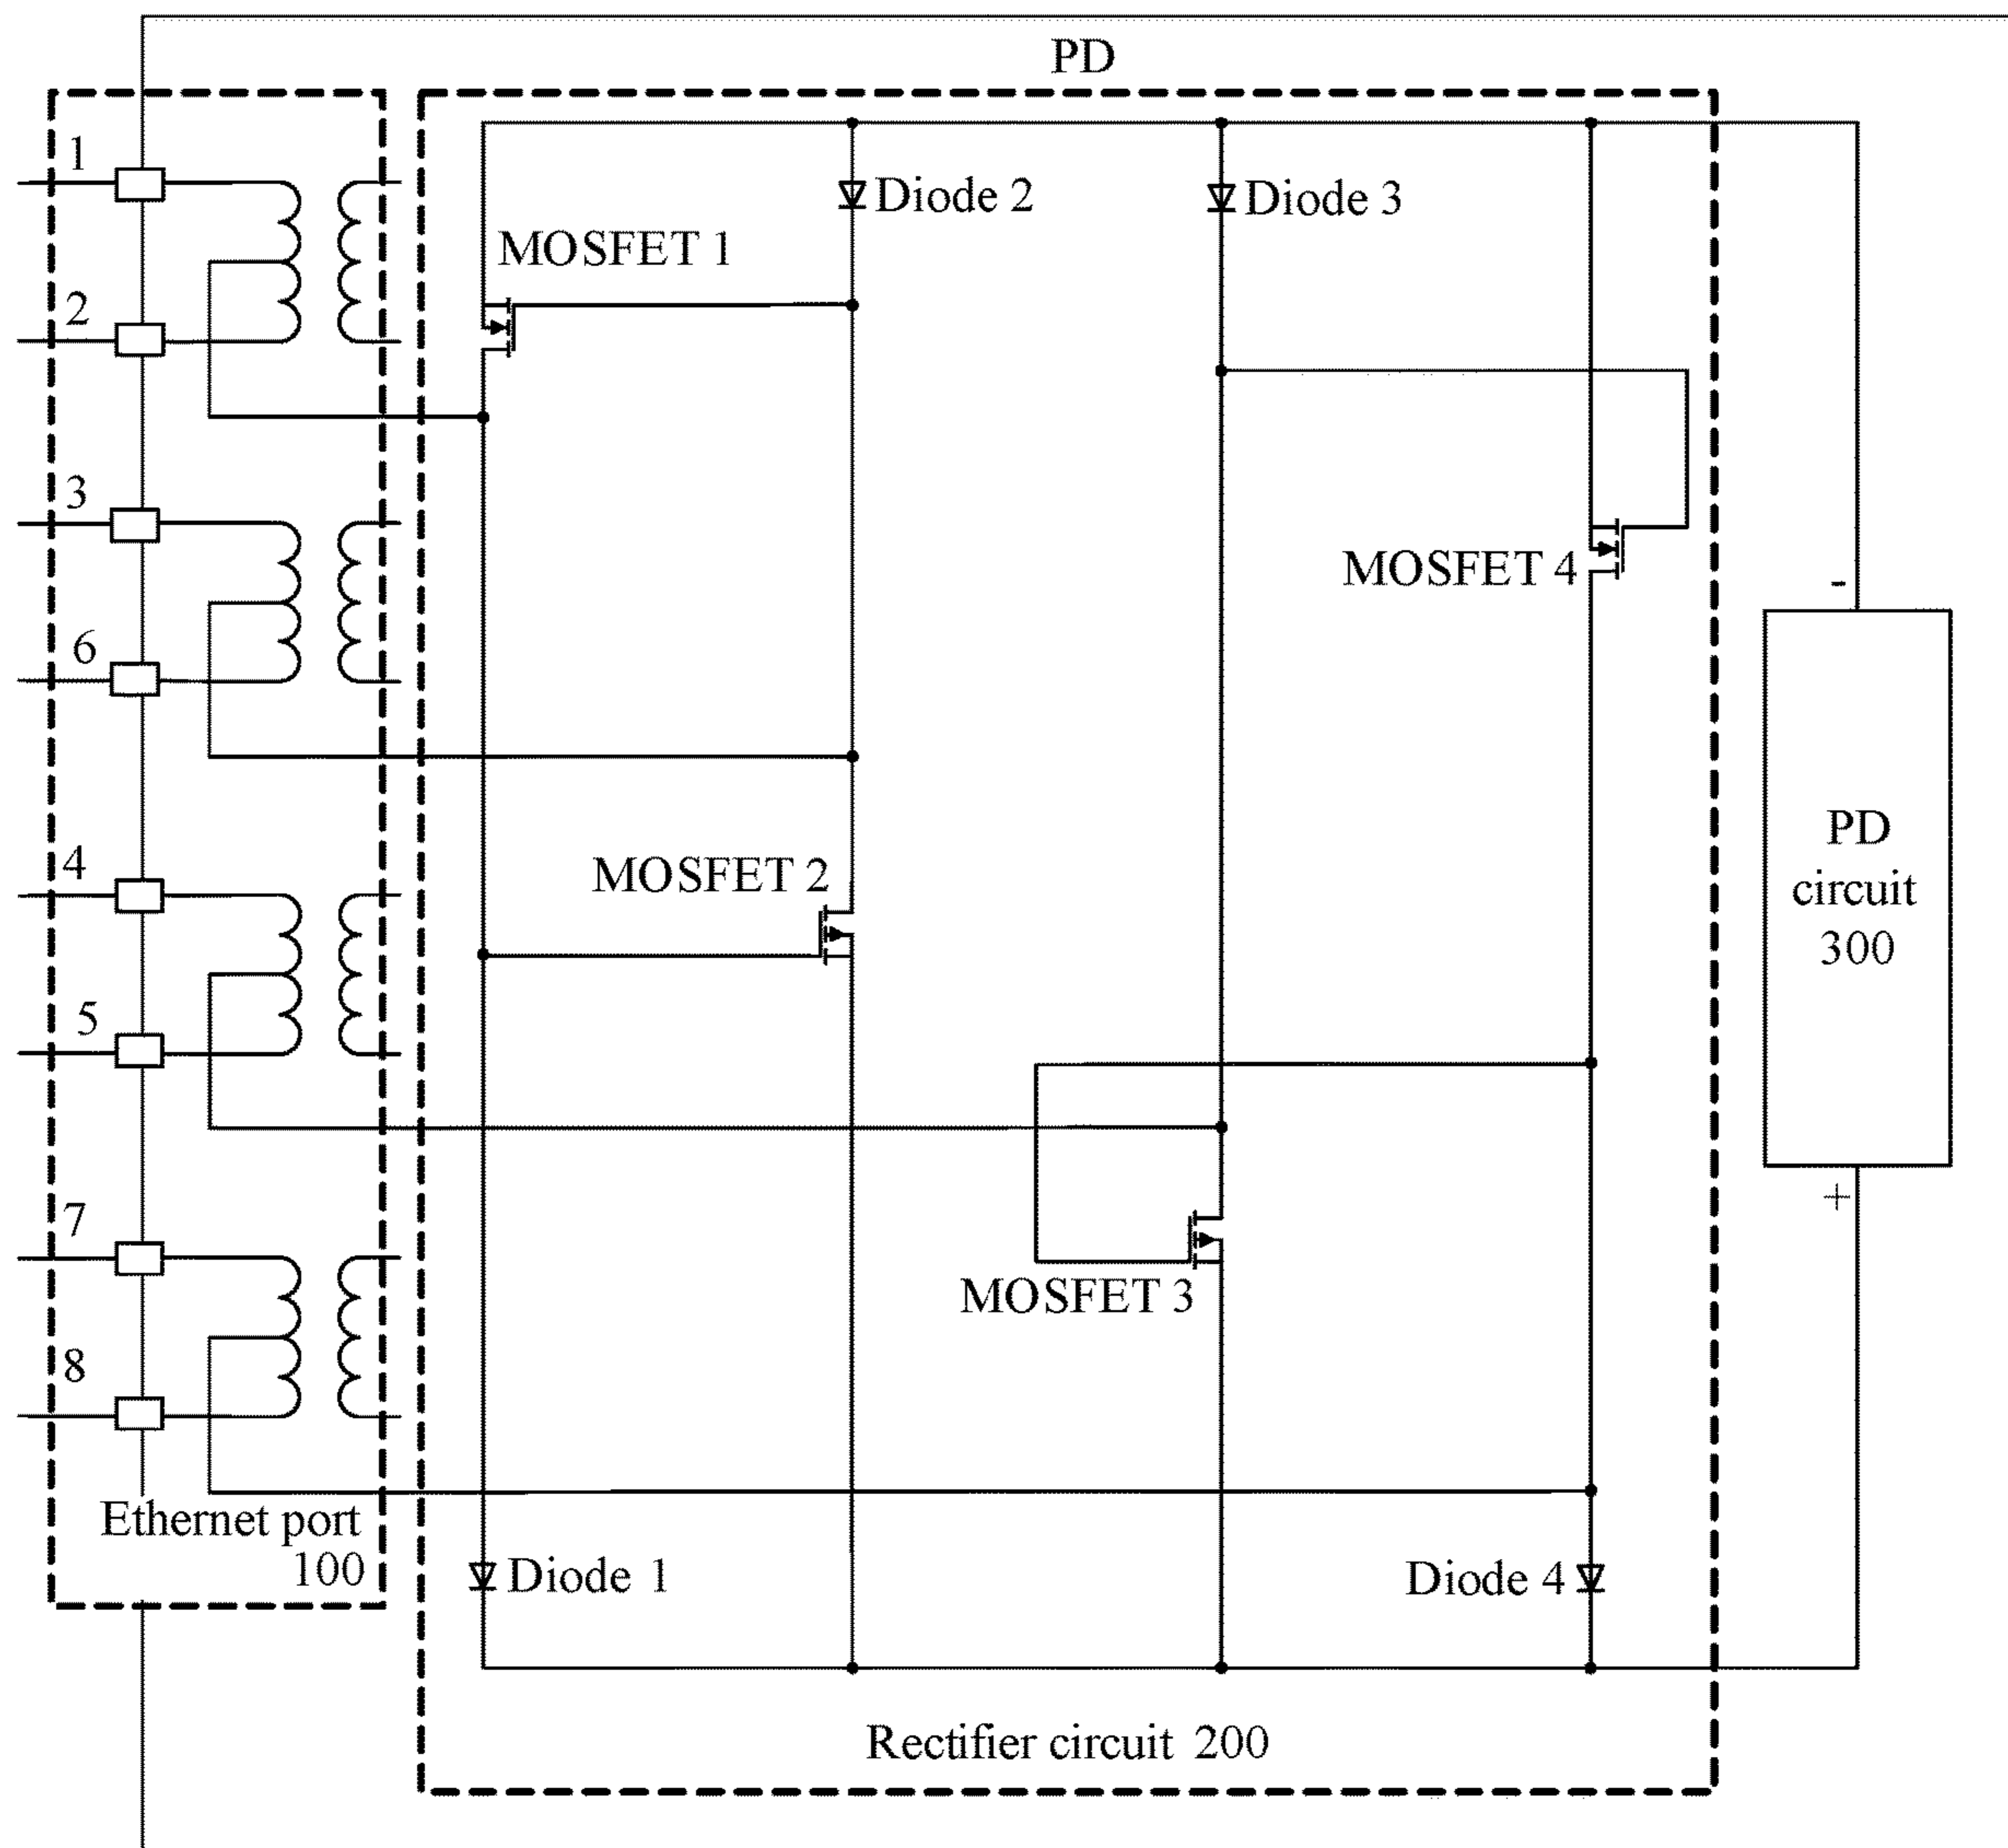 PD
1
Diode 2
Diode 3
MOSFET 1
2
3
MOSFET 4
-
6
PD
circuit
300
4
MOSFET 2
5
+
7
MOSFET 3
8
Ethernet port
100
Diode 1
Diode 4
Rectifier circuit 200